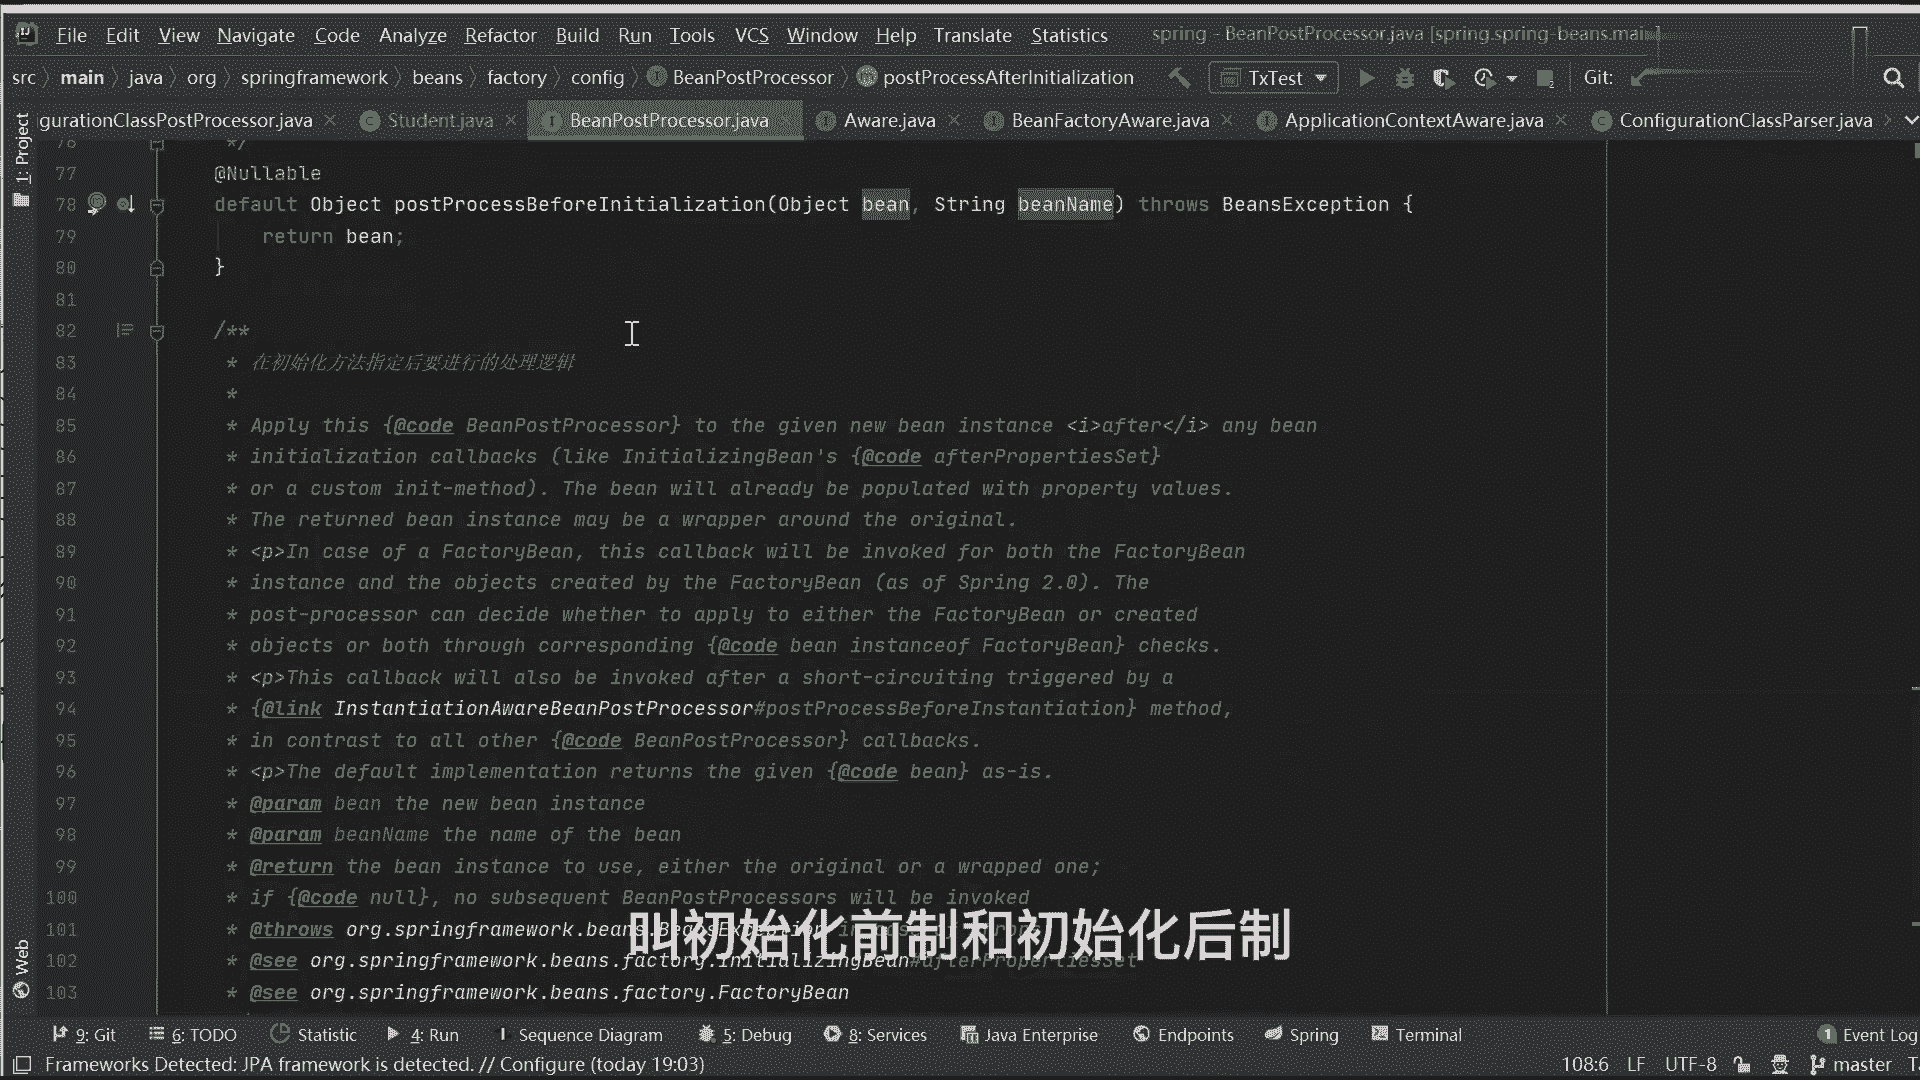 File Edit View Navigate Code Analyze Refactor Build Run Tools VCS Window Help Translate Statistics spring - BeanPostProcessor.java [spring.spring-beans.main]
src main java org springframework beans factory config BeanPostProcessor postProcessAfterInitialization TxTest Git:
gurationClassPostProcessor.java Student.java BeanPostProcessor.java Aware.java BeanFactoryAware.java ApplicationContextAware.java ConfigurationClassParser.java
1: Project
76 */
77 @Nullable
78 default Object postProcessBeforeInitialization(Object bean, String beanName) throws BeansException {
79 return bean;
80 }
81
82 /**
83 * 在初始化方法指定后要进行的处理逻辑
84 *
85 * Apply this {@code BeanPostProcessor} to the given new bean instance <i>after</i> any bean
86 * initialization callbacks (like InitializingBean's {@code afterPropertiesSet}
87 * or a custom init-method). The bean will already be populated with property values.
88 * The returned bean instance may be a wrapper around the original.
89 * <p>In case of a FactoryBean, this callback will be invoked for both the FactoryBean
90 * instance and the objects created by the FactoryBean (as of Spring 2.0). The
91 * post-processor can decide whether to apply to either the FactoryBean or created
92 * objects or both through corresponding {@code bean instanceof FactoryBean} checks.
93 * <p>This callback will also be invoked after a short-circuiting triggered by a
94 * {@link InstantiationAwareBeanPostProcessor#postProcessBeforeInstantiation} method,
95 * in contrast to all other {@code BeanPostProcessor} callbacks.
96 * <p>The default implementation returns the given {@code bean} as-is.
97 * @param bean the new bean instance
98 * @param beanName the name of the bean
99 * @return the bean instance to use, either the original or a wrapped one;
100 * if {@code null}, no subsequent BeanPostProcessors will be invoked
101 * @throws org.springframework.beans.BeansException
102 * @see org.springframework.beans.factory.InitializingBean#afterPropertiesSet
103 * @see org.springframework.beans.factory.FactoryBean
叫初始化前制和初始化后制
Web
9: Git 6: TODO Statistic 4: Run Sequence Diagram 5: Debug 8: Services Java Enterprise Endpoints Spring Terminal 1 Event Log
Frameworks Detected: JPA framework is detected. // Configure (today 19:03) 108:6 LF UTF-8 master